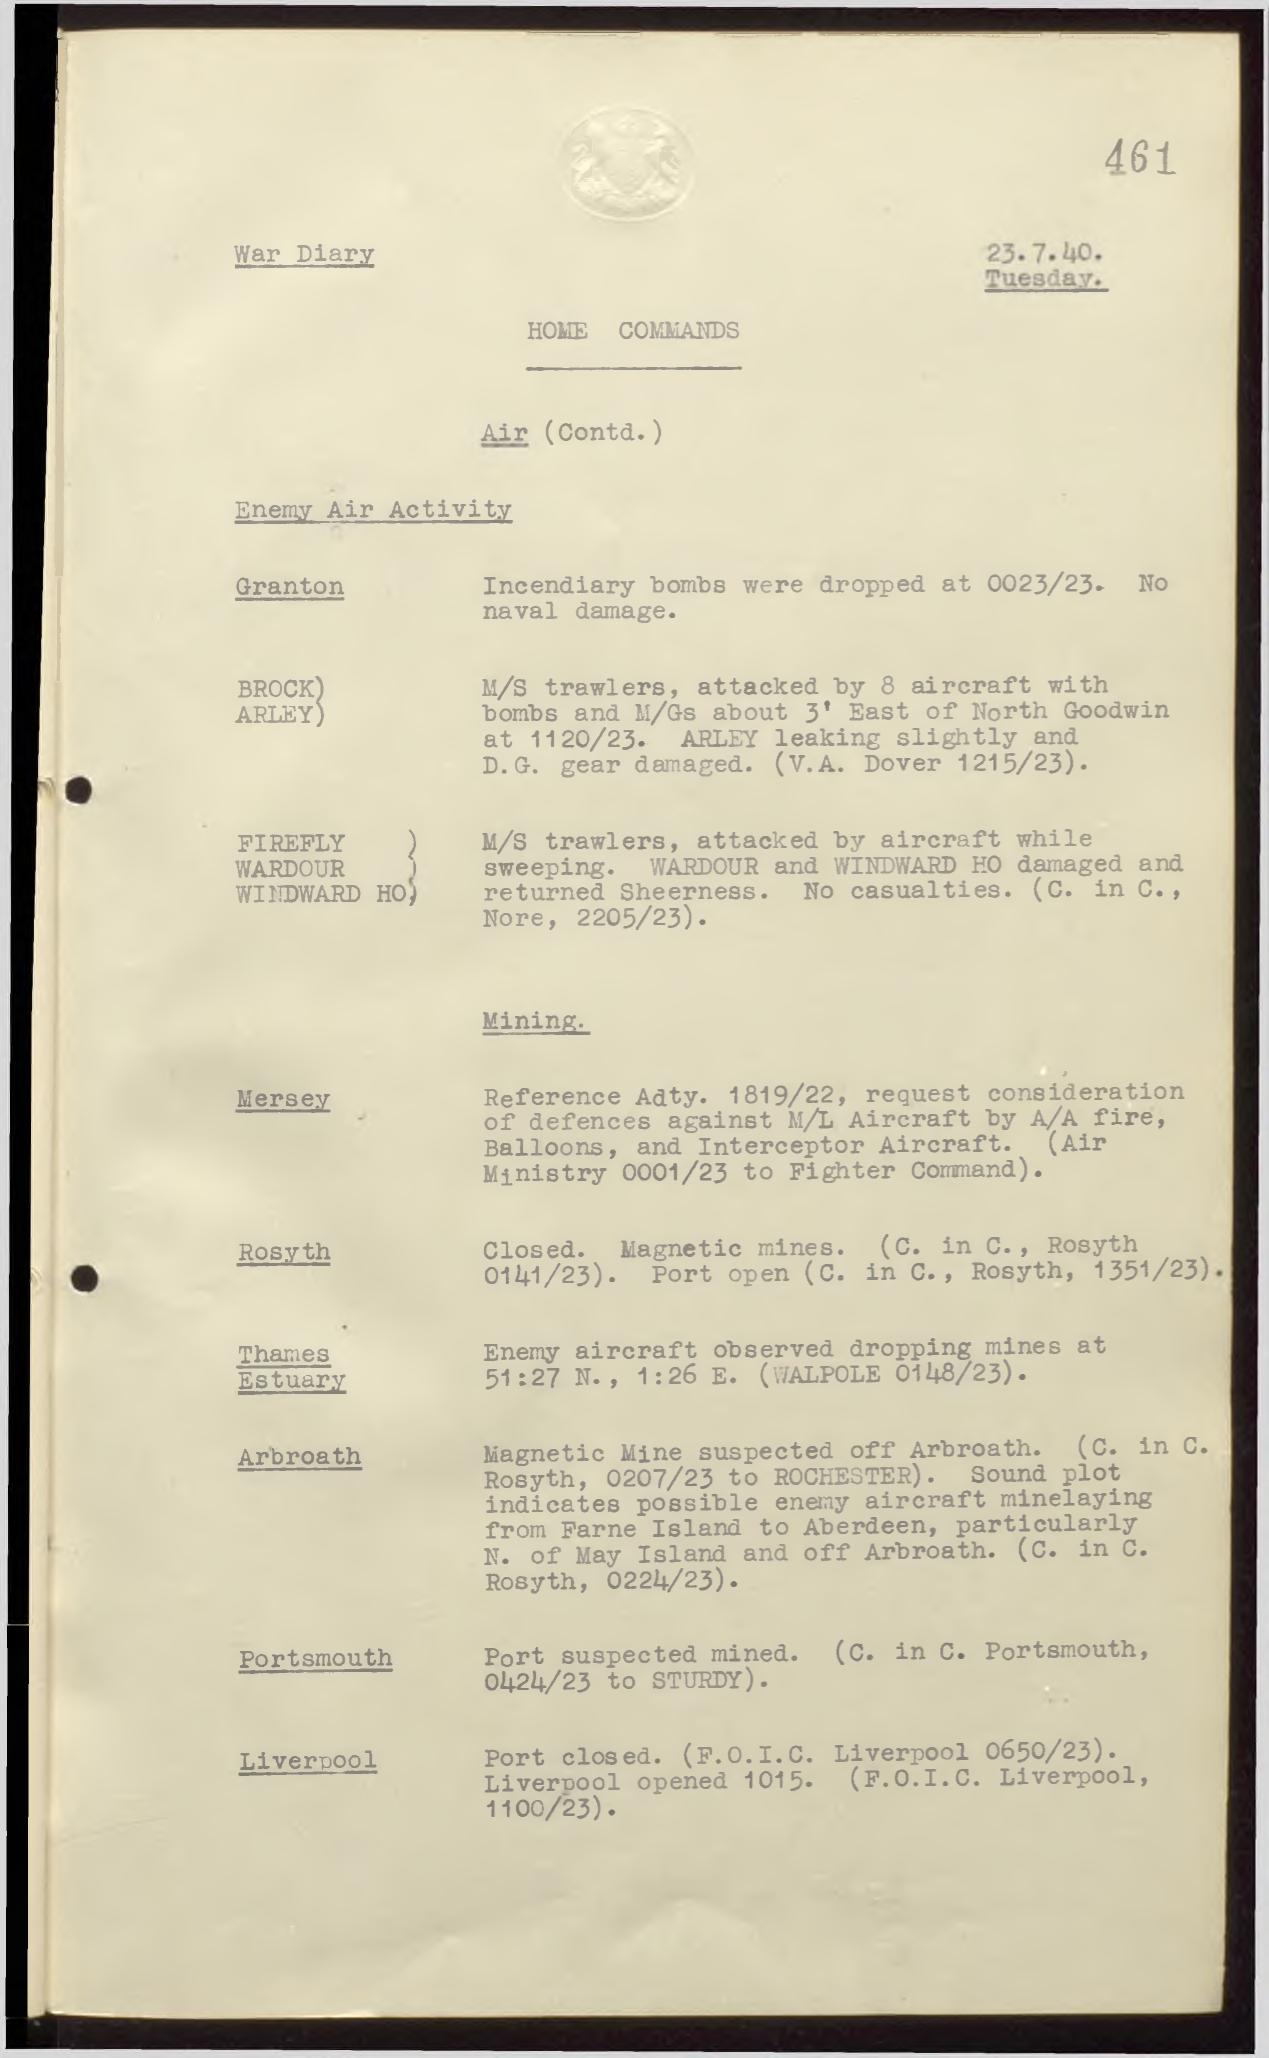 461
War Diary
23.7.40.
Tuesday.
HOME COMMANDS
Air (Contd.)
Enemy Air Activity
Granton
Incendiary bombs were dropped at 0023/23. No
naval damage.
BROCK)
ARLEY)
M/S trawlers, attacked by 8 aircraft with
bombs and M/Gs about 3' East of North Goodwin
at 1120/23. ARLEY leaking slightly and
D.G. gear damaged. (V.A. Dover 1215/23).
FIREFLY )
WARDOUR )
WINDWARD HO)
M/S trawlers, attacked by aircraft while
sweeping. WARDOUR and WINDWARD HO damaged and
returned Sheerness. No casualties. (C. in C.,
Nore, 2205/23).
Mining.
Mersey
Reference Adty. 1819/22, request consideration
of defences against M/L Aircraft by A/A fire,
Balloons, and Interceptor Aircraft. (Air
Ministry 0001/23 to Fighter Command).
Rosyth
Closed. Magnetic mines. (C. in C., Rosyth
0141/23). Port open (C. in C., Rosyth, 1351/23).
Thames
Estuary
Enemy aircraft observed dropping mines at
51:27 N., 1:26 E. (WALPOLE 0148/23).
Arbroath
Magnetic Mine suspected off Arbroath. (C. in C.
Rosyth, 0207/23 to ROCHESTER). Sound plot
indicates possible enemy aircraft minelaying
from Farne Island to Aberdeen, particularly
N. of May Island and off Arbroath. (C. in C.
Rosyth, 0224/23).
Portsmouth
Port suspected mined. (C. in C. Portsmouth,
0424/23 to STURDY).
Liverpool
Port closed. (F.O.I.C. Liverpool 0650/23).
Liverpool opened 1015. (F.O.I.C. Liverpool,
1100/23).